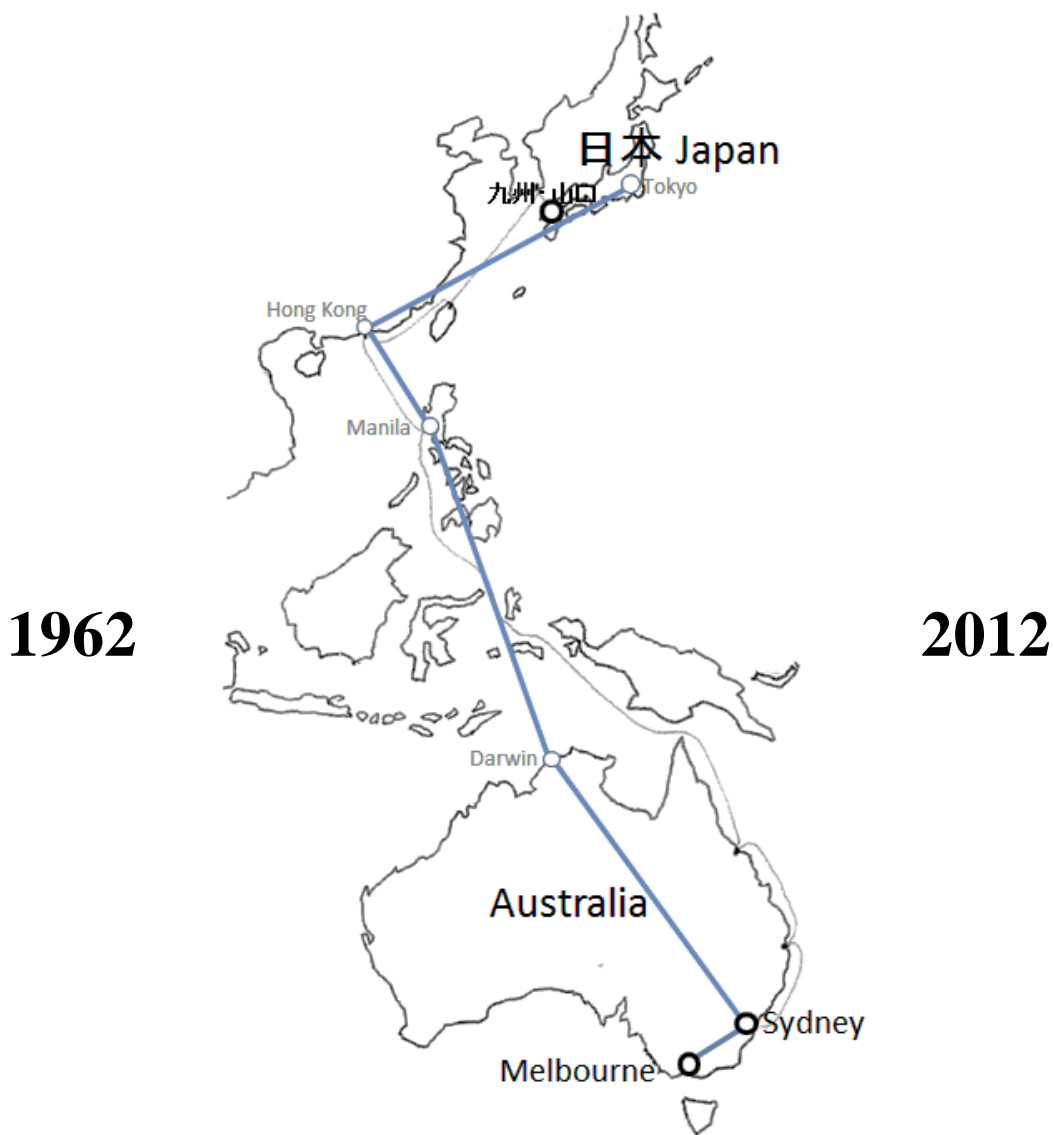 日本 Japan
九州・山口
Tokyo
Hong Kong
Manila
1962
2012
Darwin
Australia
Sydney
Melbourne